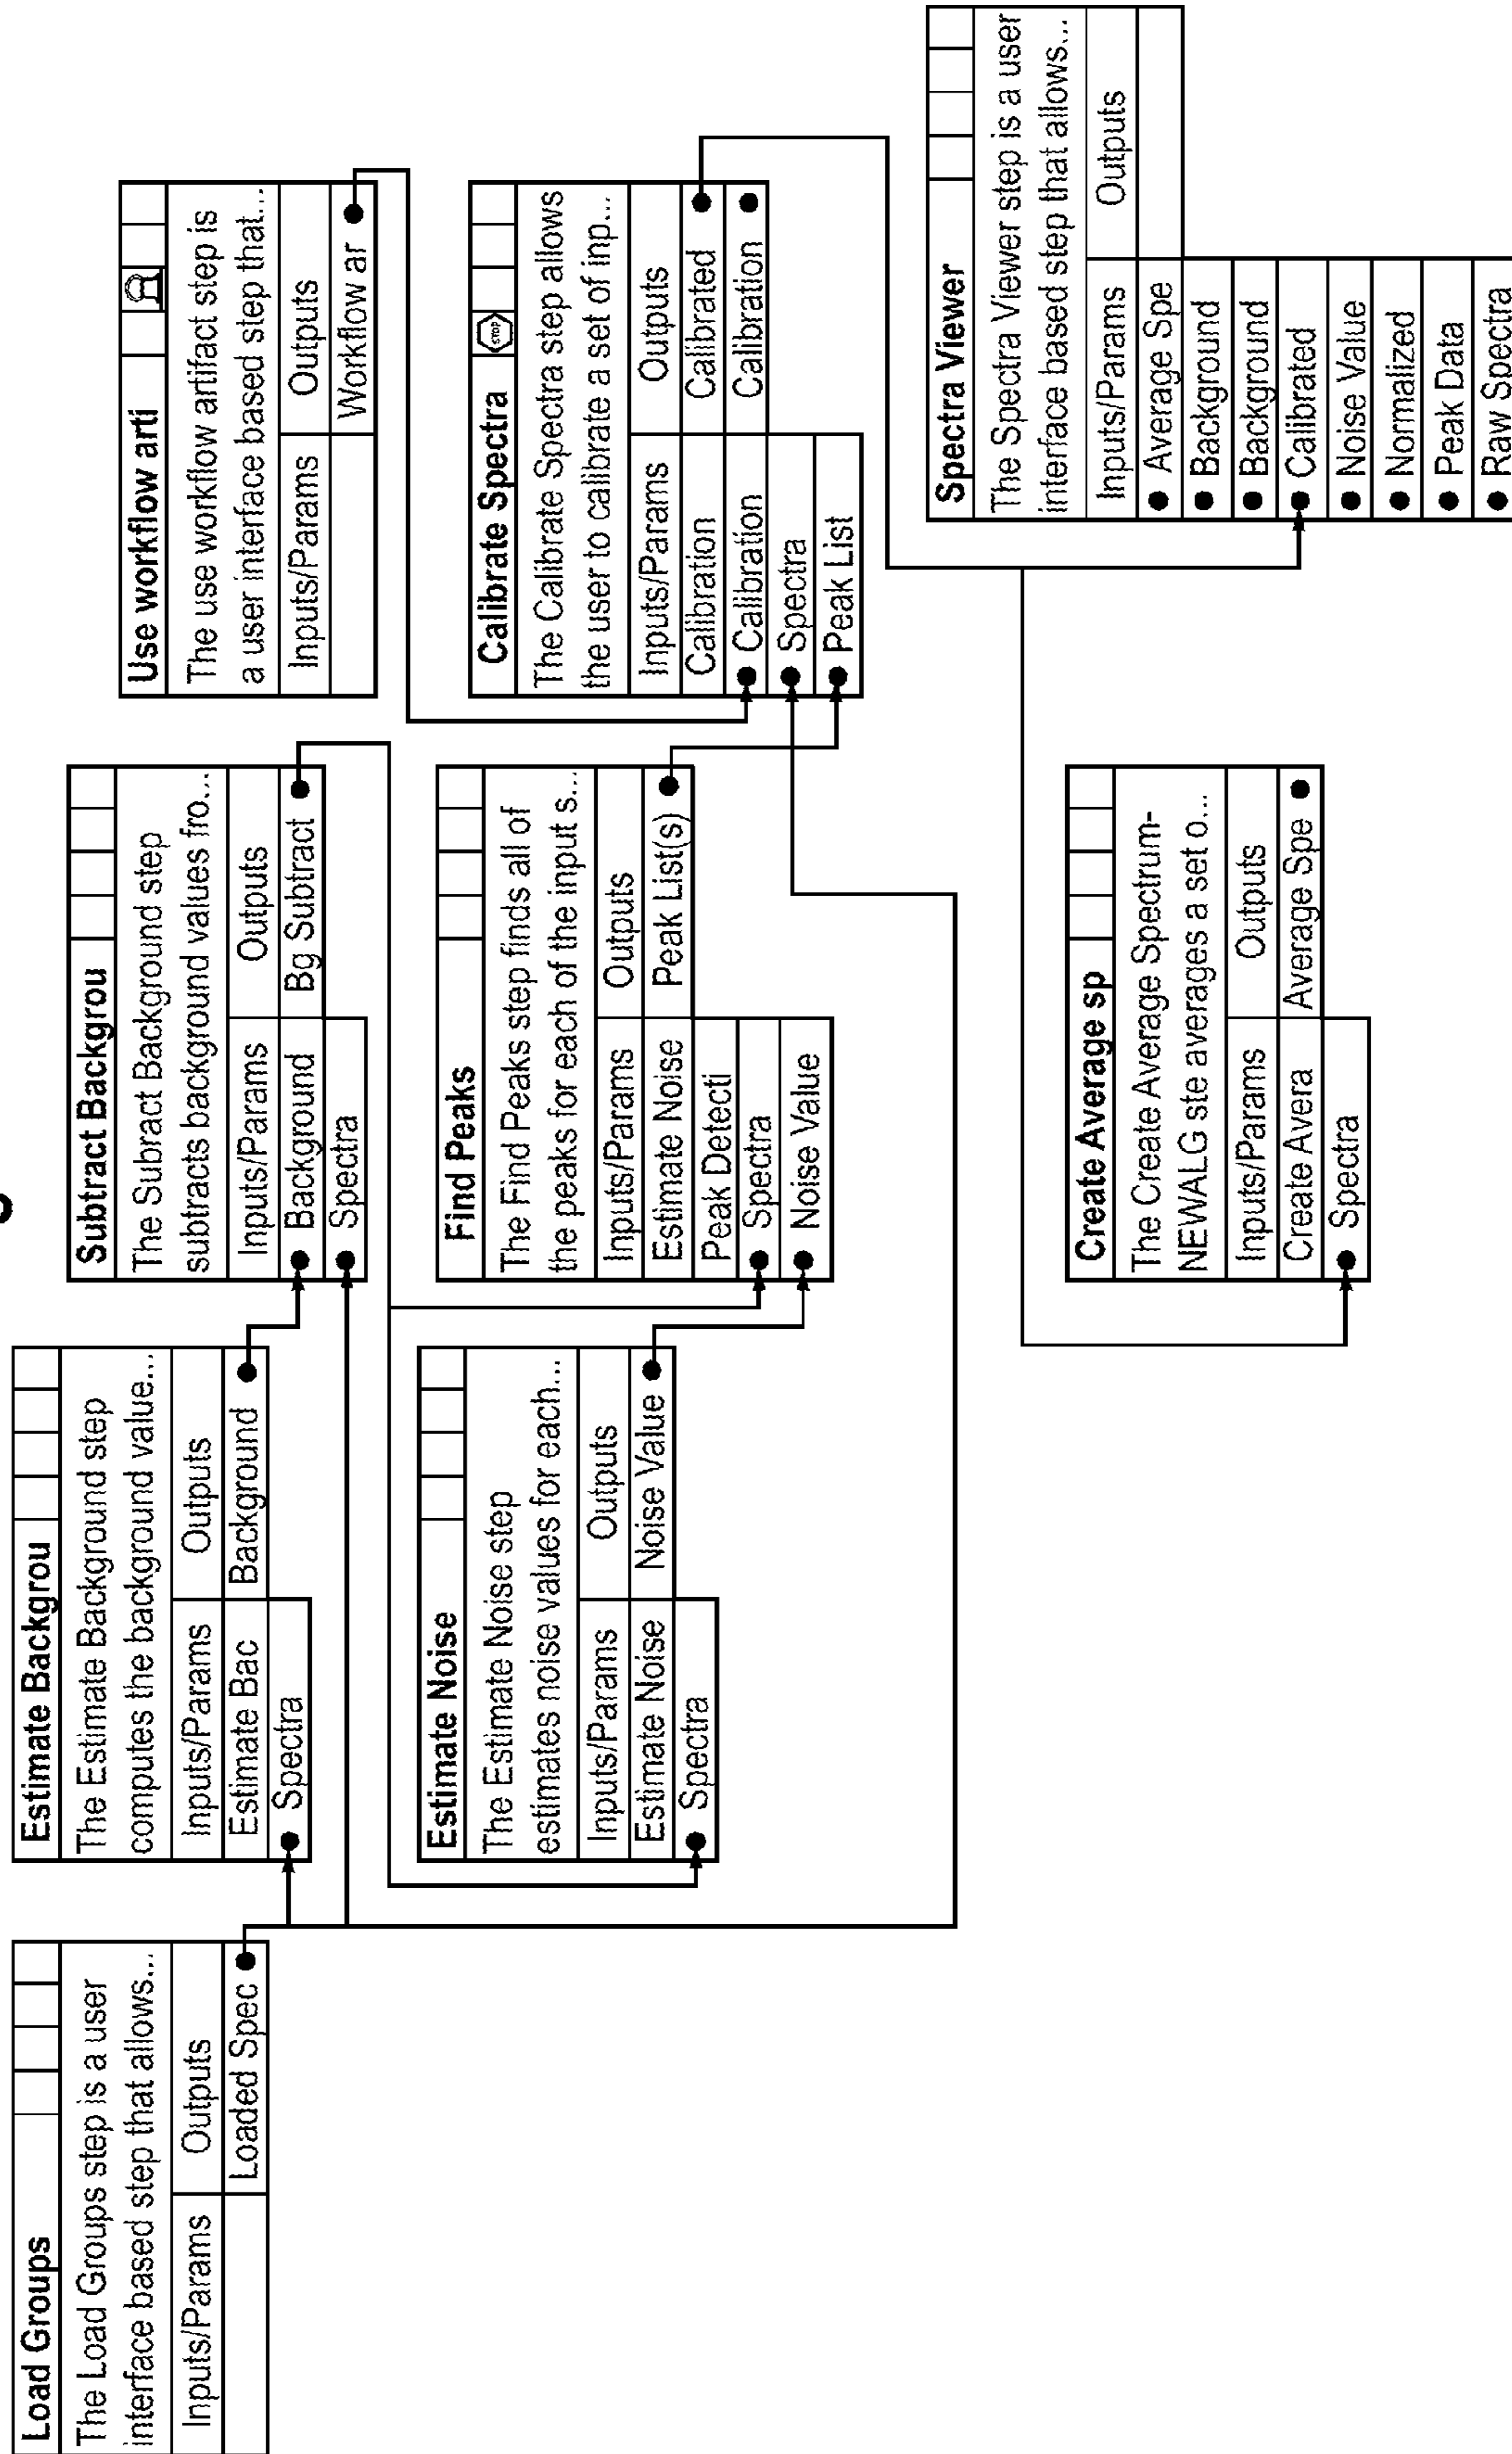 Load Groups
The Load Groups step is a user
interface based step that allows...
Inputs/Params Outputs
Loaded Spec
Estimate Backgrou
The Estimate Background step
computes the background value...
Inputs/Params Outputs
Estimate Bac Background
Spectra
Subtract Backgrou
The Subract Background step
subtracts background values fro...
Inputs/Params Outputs
Background Bg Subtract
Spectra
Use workflow arti
The use workflow artifact step is
a user interface based step that...
Inputs/Params Outputs
Workflow ar
Estimate Noise
The Estimate Noise step
estimates noise values for each...
Inputs/Params Outputs
Estimate Noise Noise Value
Spectra
Find Peaks
The Find Peaks step finds all of
the peaks for each of the input s...
Inputs/Params Outputs
Estimate Noise Peak List(s)
Peak Detecti
Spectra
Noise Value
Calibrate Spectra
STOP
The Calibrate Spectra step allows
the user to calibrate a set of inp...
Inputs/Params Outputs
Calibration Calibrated
Calibration Calibration
Spectra
Peak List
Create Average sp
The Create Average Spectrum-
NEWALG ste averages a set o...
Inputs/Params Outputs
Create Avera Average Spe
Spectra
Spectra Viewer
The Spectra Viewer step is a user
interface based step that allows...
Inputs/Params Outputs
Average Spe
Background
Background
Calibrated
Noise Value
Normalized
Peak Data
Raw Spectra